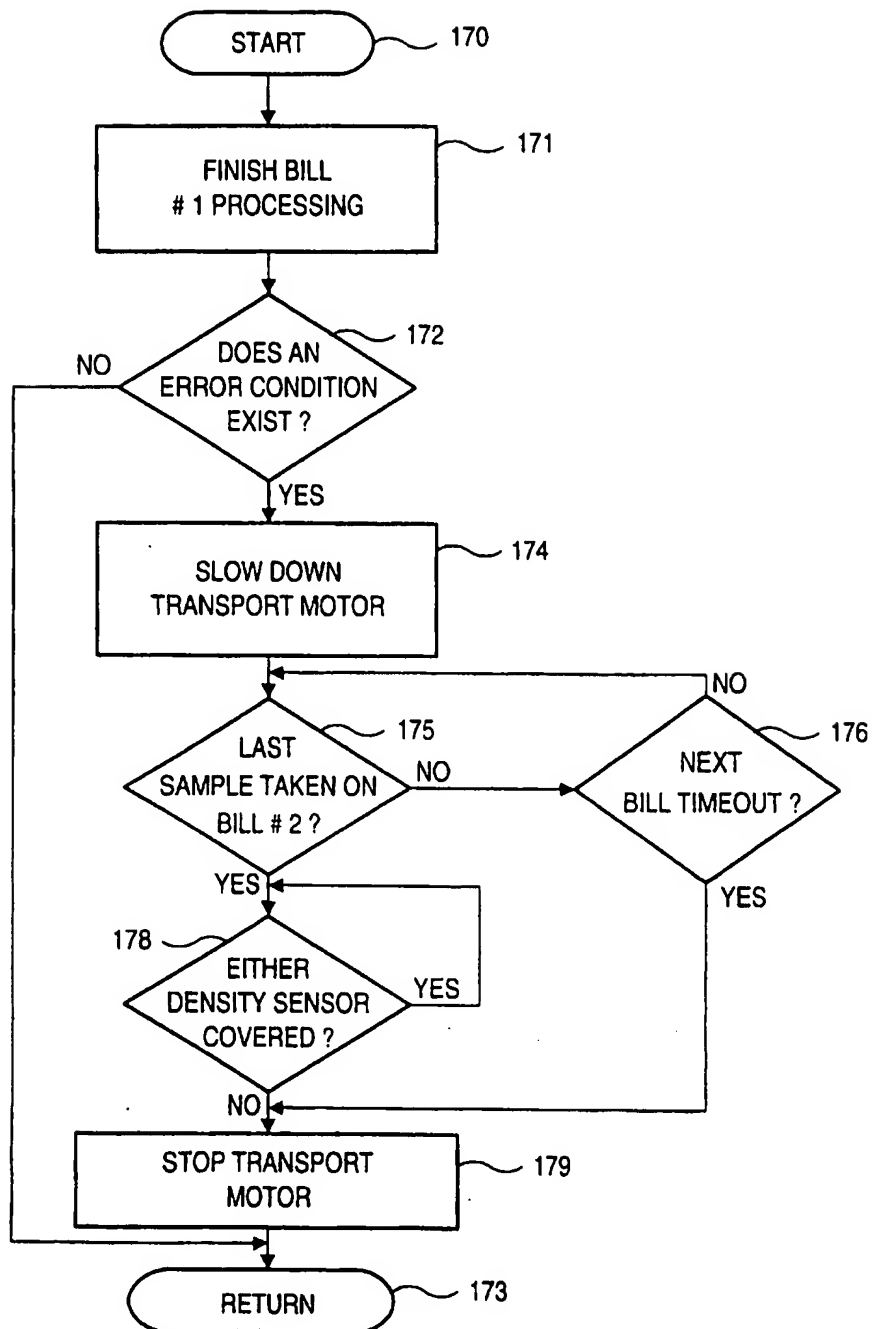 START
170
FINISH BILL
# 1 PROCESSING
171
172
DOES AN
ERROR CONDITION
EXIST ?
NO
YES
SLOW DOWN
TRANSPORT MOTOR
174
NO
175
LAST
SAMPLE TAKEN ON
BILL # 2 ?
NO
176
NEXT
BILL TIMEOUT ?
YES
YES
178
EITHER
DENSITY SENSOR
COVERED ?
YES
NO
STOP TRANSPORT
MOTOR
179
RETURN
173